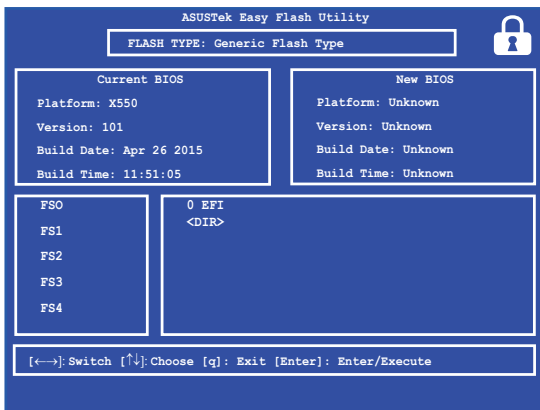 ASUSTek Easy Flash Utility
FLASH TYPE: Generic Flash Type
Current BIOS
Platform: X550
Version: 101
Build Date: Apr 26 2015
Build Time: 11:51:05
New BIOS
Platform: Unknown
Version: Unknown
Build Date: Unknown
Build Time: Unknown
FSO
FS1
FS2
FS3
FS4
0 EFI
<DIR>
[←→]: Switch [↑↓]: Choose [q]: Exit [Enter]: Enter/Execute